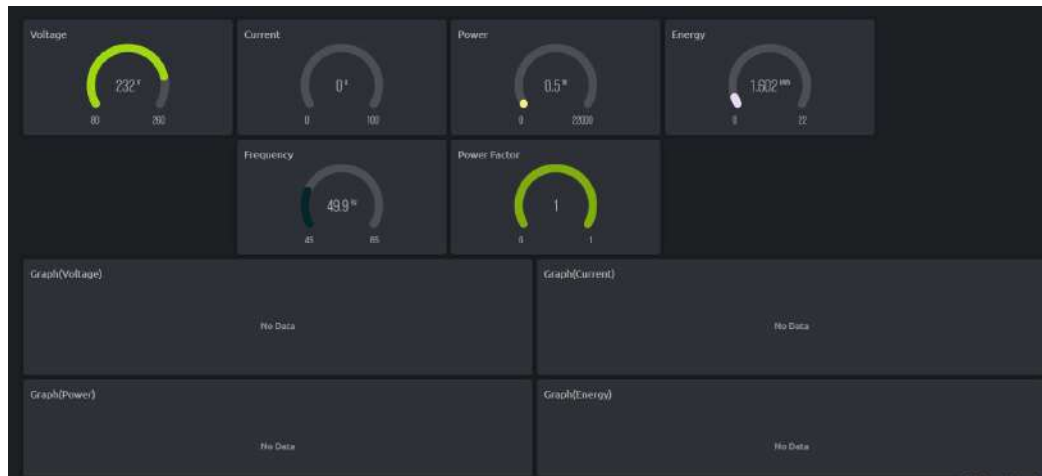 Voltage
232 V
80 260
Current
0
0 100
Power
0.5 W
0 22000
Energy
1.602 kWh
0 22
Frequency
49.9 Hz
45 65
Power Factor
1
0 1
Graph(Voltage)
No Data
Graph(Current)
No Data
Graph(Power)
No Data
Graph(Energy)
No Data